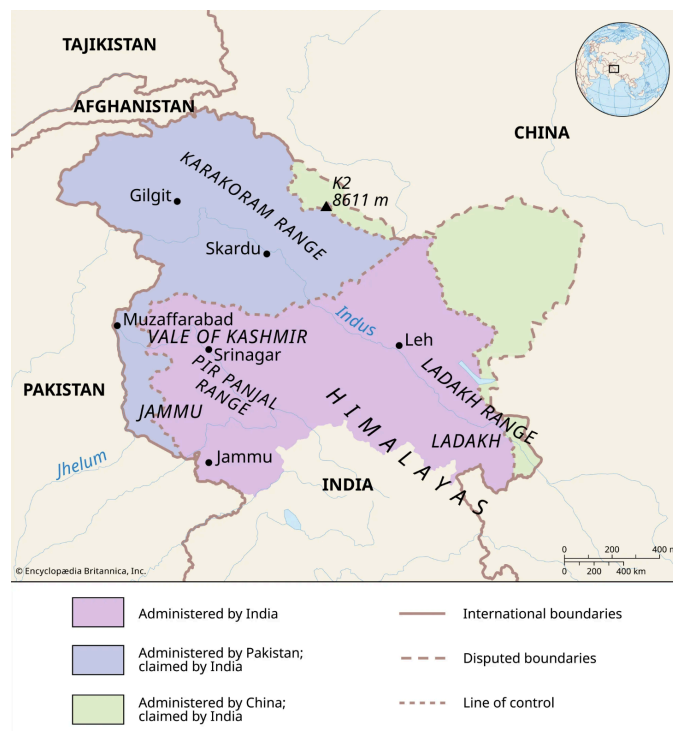 TAJIKISTAN
AFGHANISTAN
CHINA
K2
8611 m
KARAKORAM RANGE
Gilgit
Skardu
Indus
Muzaffarabad
VALE OF KASHMIR
Srinagar
Leh
PIR PANJAL
RANGE
LADAKH RANGE
PAKISTAN
JAMMU
HIMALAYAS
LADAKH
Jammu
Jhelum
INDIA
0 200 400 m
0 200 400 km
© Encyclopædia Britannica, Inc.
Administered by India
International boundaries
Administered by Pakistan;
claimed by India
Disputed boundaries
Administered by China;
claimed by India
Line of control